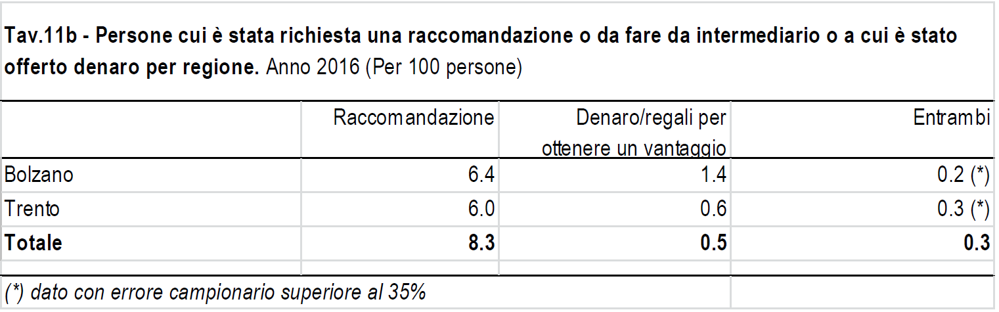 Tav.11b - Persone cui è stata richiesta una raccomandazione o da fare da intermediario o a cui è stato
offerto denaro per regione. Anno 2016 (Per 100 persone)
Raccomandazione Denaro/regali per Entrambi
ottenere un vantaggio
Bolzano 6.4 1.4 0.2 (*)
Trento 6.0 0.6 0.3 (*)
Totale 8.3 0.5 0.3
(*) dato con errore campionario superiore al 35%